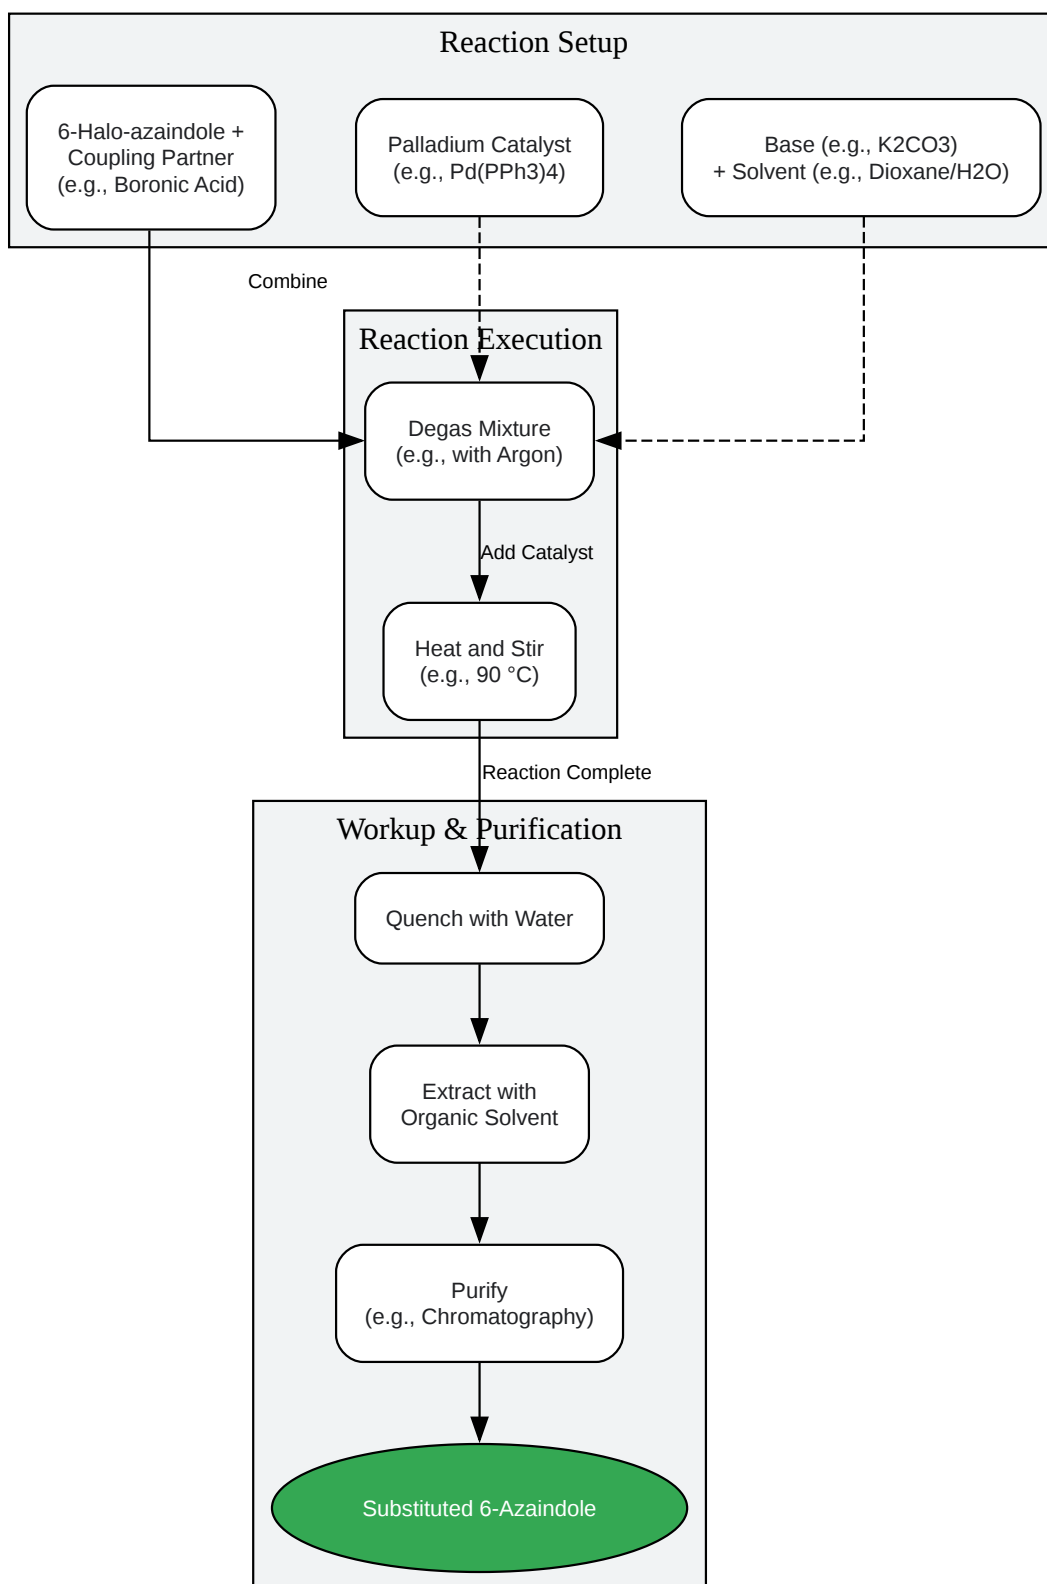 Reaction Setup
6-Halo-azaindole +
Coupling Partner
(e.g., Boronic Acid)
Palladium Catalyst
(e.g., Pd(PPh3)4)
Base (e.g., K2CO3)
+ Solvent (e.g., Dioxane/H2O)
Combine
Reaction Execution
Degas Mixture
(e.g., with Argon)
Add Catalyst
Heat and Stir
(e.g., 90 °C)
Reaction Complete
Workup & Purification
Quench with Water
Extract with
Organic Solvent
Purify
(e.g., Chromatography)
Substituted 6-Azaindole